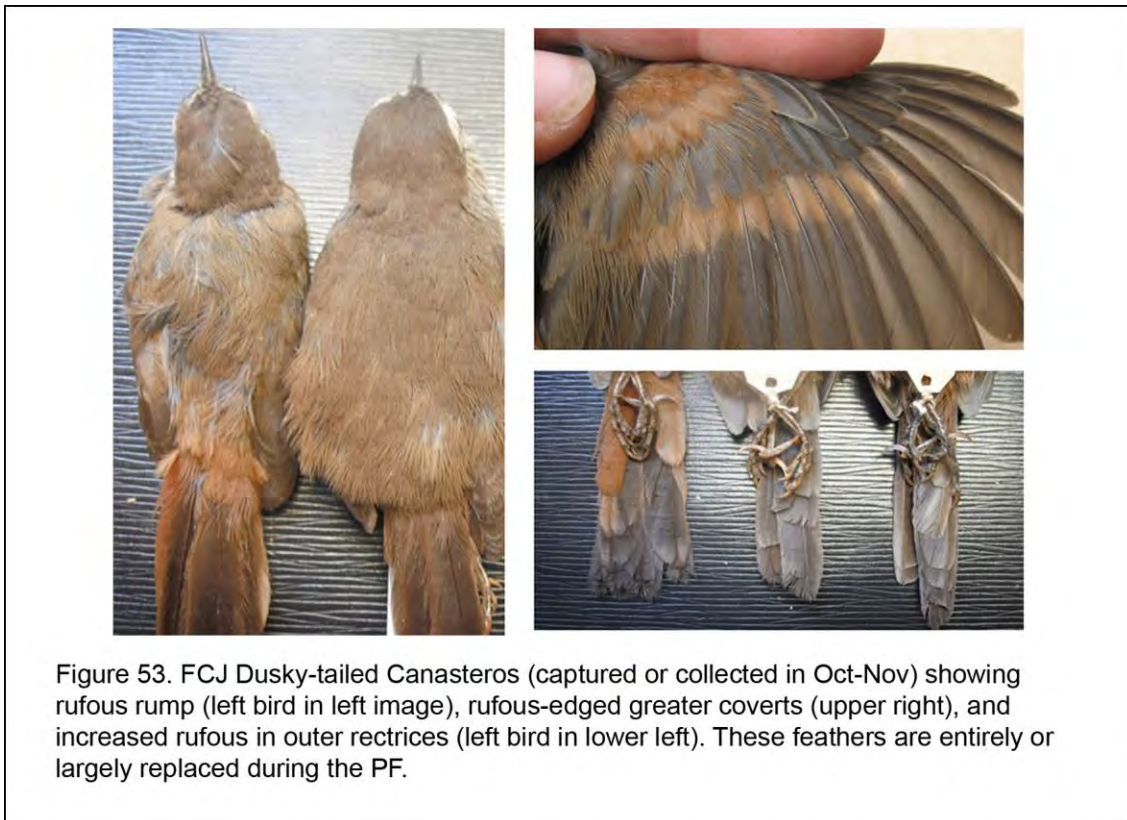 Figure 53. FCJ Dusky-tailed Canasteros (captured or collected in Oct-Nov) showing
rufous rump (left bird in left image), rufous-edged greater coverts (upper right), and
increased rufous in outer rectrices (left bird in lower left). These feathers are entirely or
largely replaced during the PF.